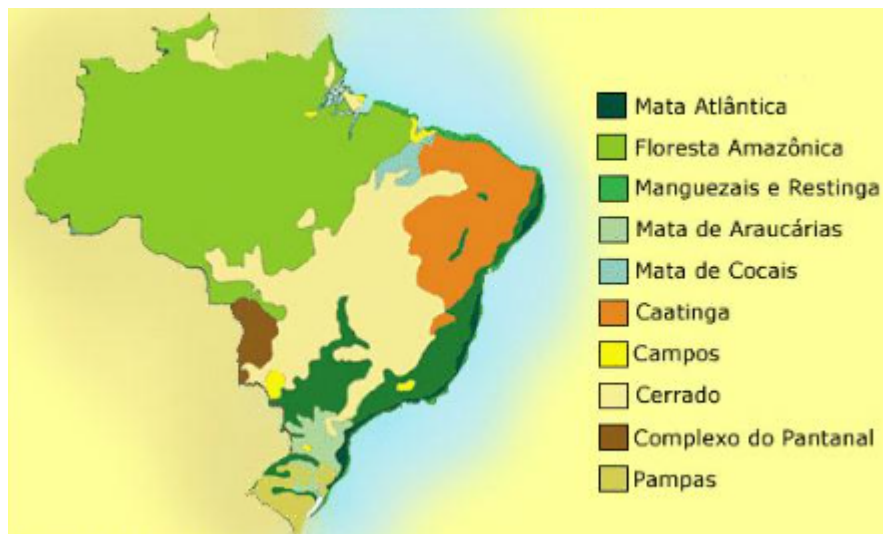 Mata Atlântica
Floresta Amazônica
Manguezais e Restinga
Mata de Araucárias
Mata de Cocais
Caatinga
Campos
Cerrado
Complexo do Pantanal
Pampas